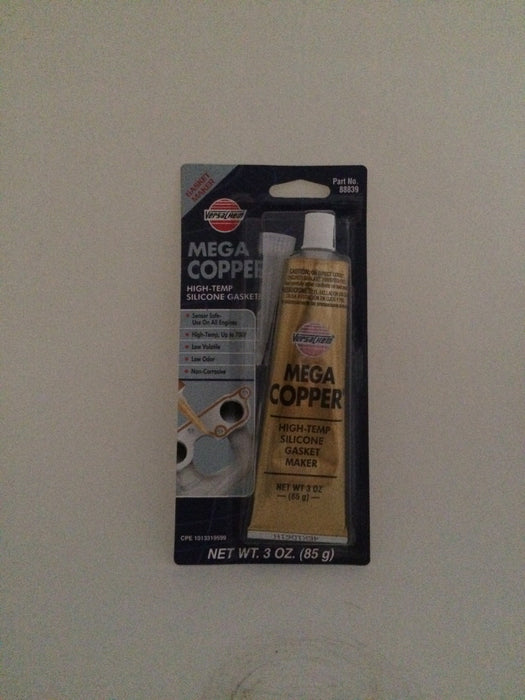 GASKET
MAKER
Part No.
88839
VersaChem
MEGA
COPPER
HIGH-TEMP
SILICONE GASKET
• Sensor Safe-
Use On All Engines
• High-Temp, Up to 700F
• Low Volatile
• Low Odor
• Non-Corrosive
CPE 1013319599
NET WT. 3 OZ. (85 g)
VersaChem
MEGA
COPPER
HIGH-TEMP
SILICONE
GASKET
MAKER
NET WT 3 OZ
(85 g)